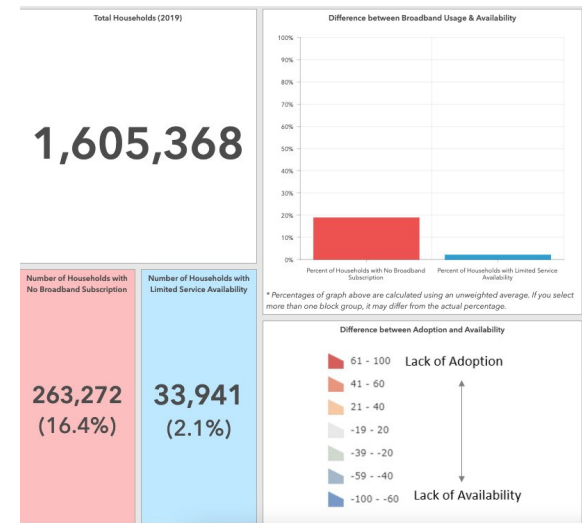 Total Households (2019)
1,605,368
Number of Households with
No Broadband Subscription
263,272
(16.4%)
Number of Households with
Limited Service Availability
33,941
(2.1%)
Difference between Broadband Usage & Availability
100%
90%
80%
70%
60%
50%
40%
30%
20%
10%
0%
Percent of Households with No Broadband
Subscription
Percent of Households with Limited Service
Availability
* Percentages of graph above are calculated using an unweighted average. If you select
more than one block group, it may differ from the actual percentage.
Difference between Adoption and Availability
61 - 100 Lack of Adoption
41 - 60
21 - 40
-19 - 20
-39 - -20
-59 - -40
-100 - -60 Lack of Availability